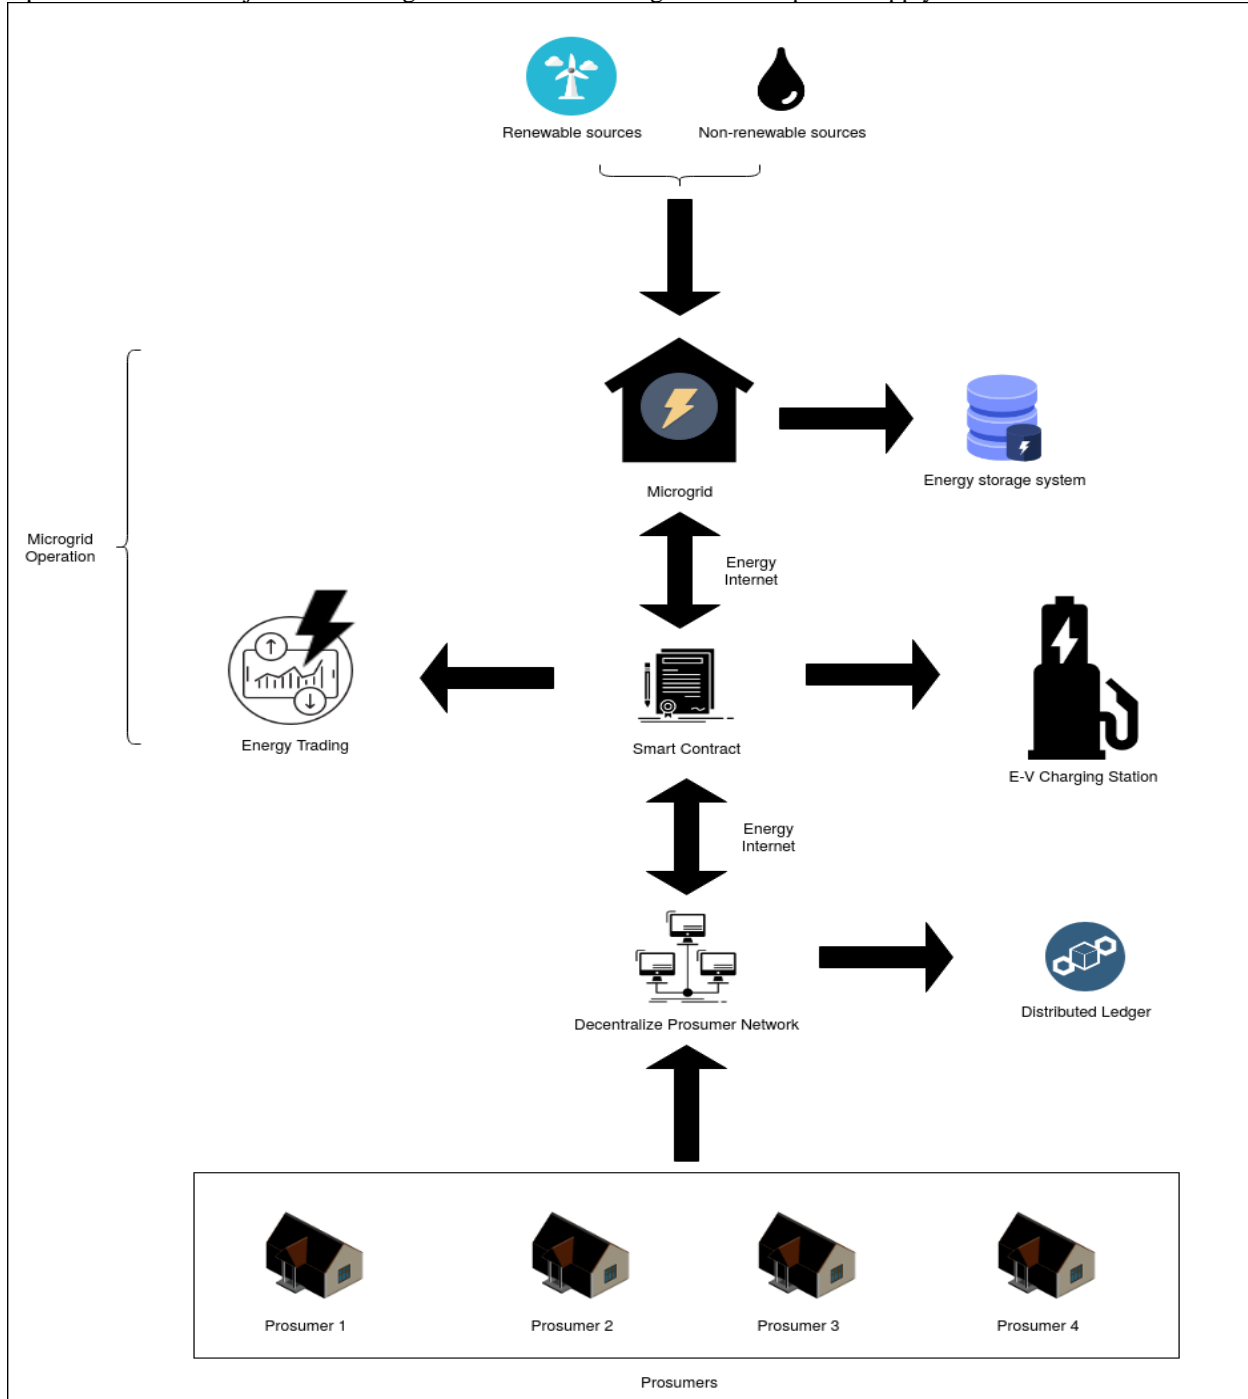 Renewable sources
Non-renewable sources
Microgrid
Energy storage system
Microgrid
Operation
Energy
Internet
Energy Trading
Smart Contract
E-V Charging Station
Energy
Internet
Decentralize Prosumer Network
Distributed Ledger
Prosumer 1
Prosumer 2
Prosumer 3
Prosumer 4
Prosumers